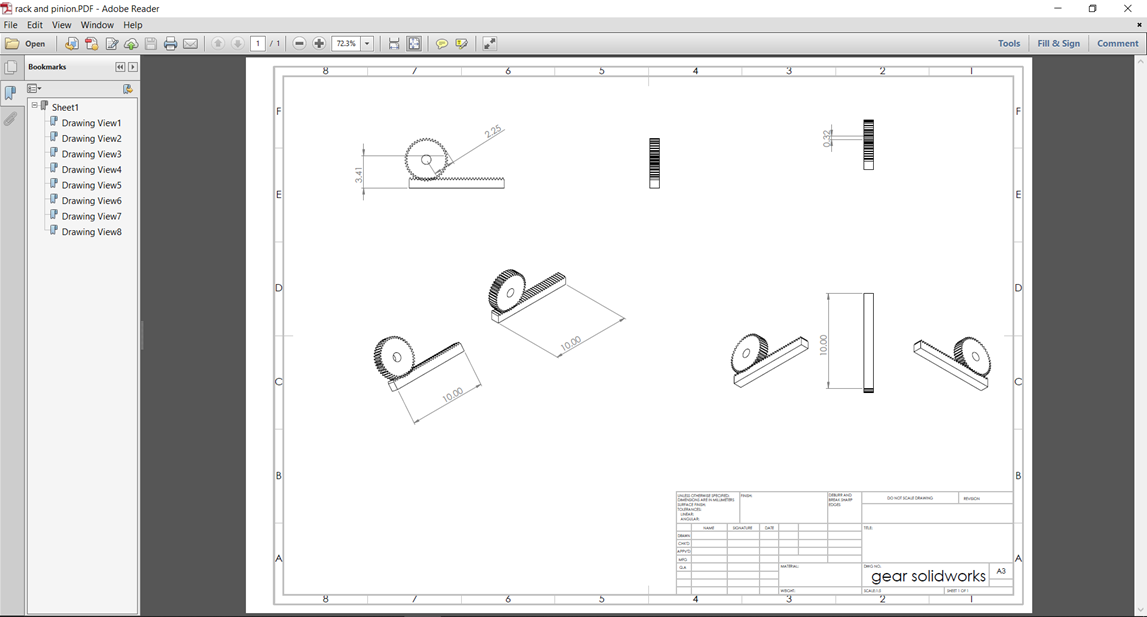 rack and pinion.PDF - Adobe Reader
File Edit View Window Help
Open 1 / 1 72.3% Tools Fill & Sign Comment
Bookmarks
Sheet1
Drawing View1
Drawing View2
Drawing View3
Drawing View4
Drawing View5
Drawing View6
Drawing View7
Drawing View8
8 7 6 5 4 3 2 1
F F
2.25
0.32
3.41
E E
D D
10.00
10.00
C C
10.00
B B
UNLESS OTHERWISE SPECIFIED:
DIMENSIONS ARE IN MILLIMETERS
SURFACE FINISH:
TOLERANCES:
LINEAR:
ANGULAR:
FINISH:
DEBURR AND
BREAK SHARP
EDGES
DO NOT SCALE DRAWING
REVISION
NAME SIGNATURE DATE
TITLE:
DRAWN
CHK'D
APPV'D
MFG
Q.A
MATERIAL:
DWG NO.
gear solidworks
A3
WEIGHT:
SCALE:1:5
SHEET 1 OF 1
A A
8 7 6 5 4 3 2 1